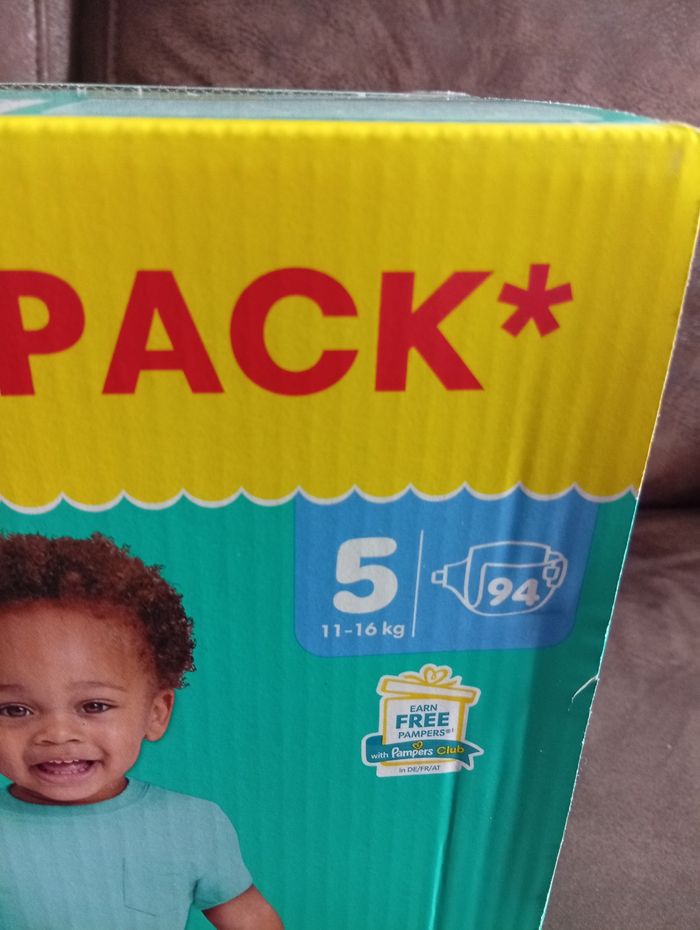 PACK*
5
11-16 kg
94
EARN
FREE
PAMPERS®¹
with Pampers Club
in DE/FR/AT